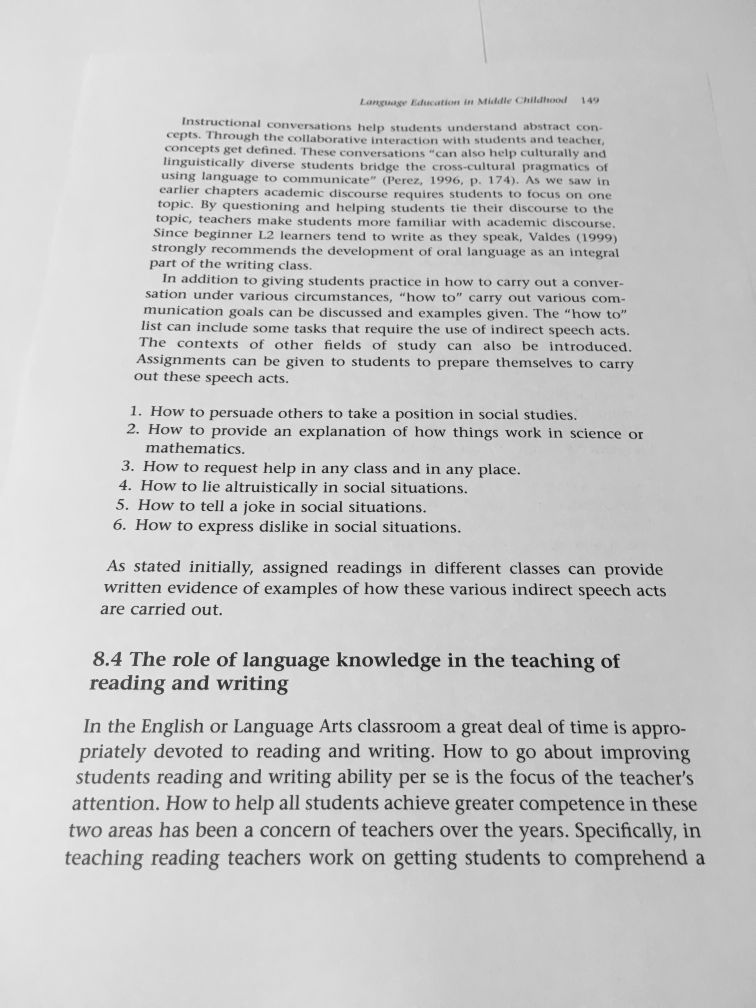 Language Education in Middle Childhood 149
Instructional conversations help students understand abstract con-
cepts. Through the collaborative interaction with students and teacher,
concepts get defined. These conversations "can also help culturally and
linguistically diverse students bridge the cross-cultural pragmatics of
using language to communicate" (Perez, 1996, p. 174). As we saw in
earlier chapters academic discourse requires students to focus on one
topic. By questioning and helping students tie their discourse to the
topic, teachers make students more familiar with academic discourse.
Since beginner L2 learners tend to write as they speak, Valdes (1999)
strongly recommends the development of oral language as an integral
part of the writing class.
In addition to giving students practice in how to carry out a conver-
sation under various circumstances, "how to" carry out various com-
munication goals can be discussed and examples given. The "how to"
list can include some tasks that require the use of indirect speech acts.
The contexts of other fields of study can also be introduced.
Assignments can be given to students to prepare themselves to carry
out these speech acts.
1. How to persuade others to take a position in social studies.
2. How to provide an explanation of how things work in science or
mathematics.
3. How to request help in any class and in any place.
4. How to lie altruistically in social situations.
5. How to tell a joke in social situations.
6. How to express dislike in social situations.
As stated initially, assigned readings in different classes can provide
written evidence of examples of how these various indirect speech acts
are carried out.
8.4 The role of language knowledge in the teaching of
reading and writing
In the English or Language Arts classroom a great deal of time is appro-
priately devoted to reading and writing. How to go about improving
students reading and writing ability per se is the focus of the teacher's
attention. How to help all students achieve greater competence in these
two areas has been a concern of teachers over the years. Specifically, in
teaching reading teachers work on getting students to comprehend a